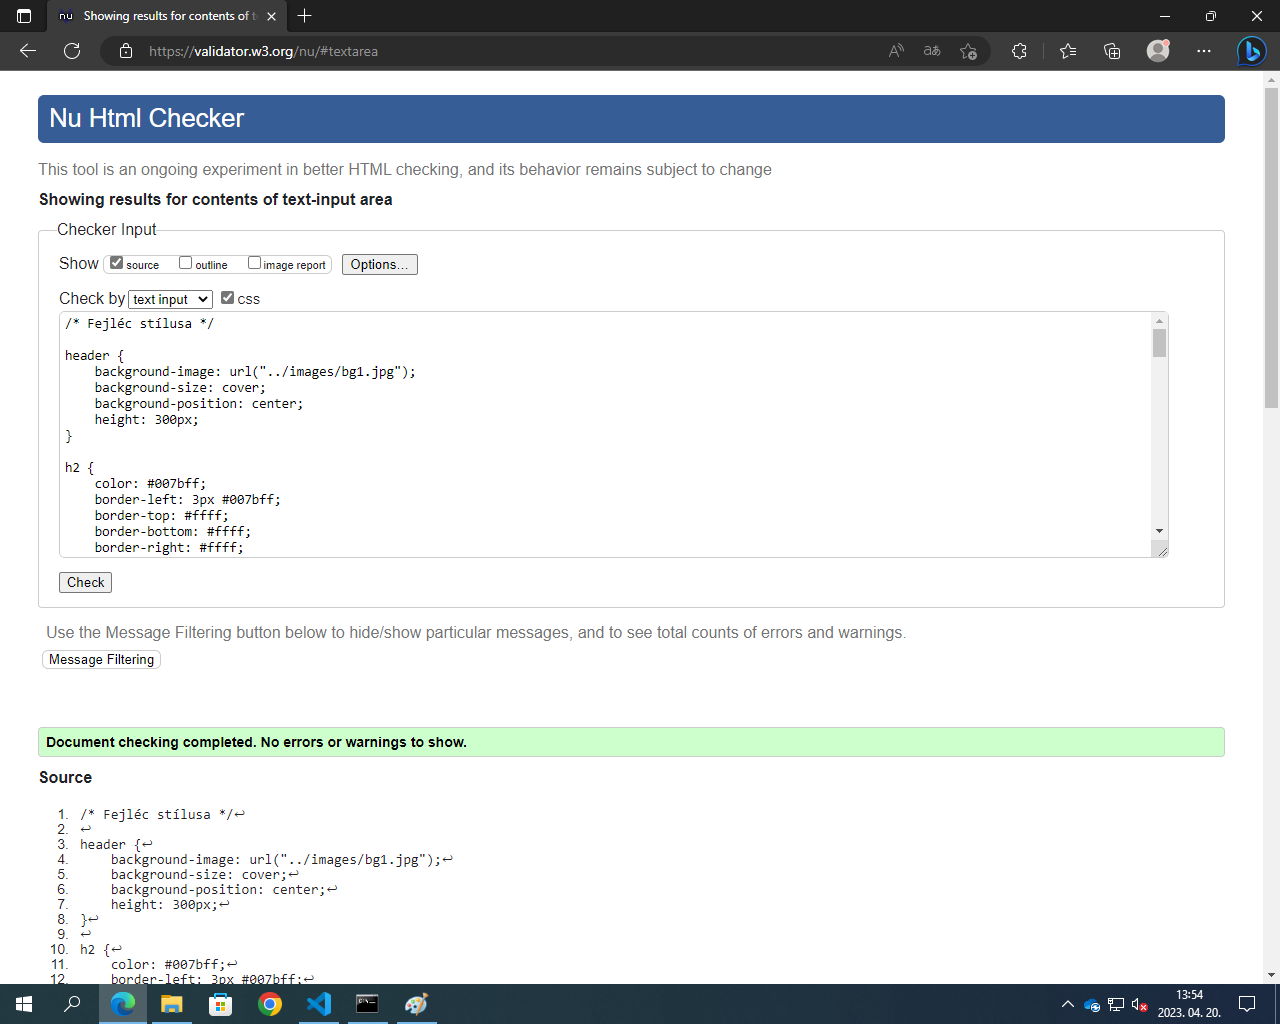 Showing results for contents of t
https://validator.w3.org/nu/#textarea
Nu Html Checker
This tool is an ongoing experiment in better HTML checking, and its behavior remains subject to change
Showing results for contents of text-input area
Checker Input
Show source outline image report Options...
Check by text input css
/* Fejléc stílusa */
header {
background-image: url("../images/bg1.jpg");
background-size: cover;
background-position: center;
height: 300px;
}
h2 {
color: #007bff;
border-left: 3px #007bff;
border-top: #ffff;
border-bottom: #ffff;
border-right: #ffff;
Check
Use the Message Filtering button below to hide/show particular messages, and to see total counts of errors and warnings.
Message Filtering
Document checking completed. No errors or warnings to show.
Source
1. /* Fejléc stílusa */↩
2. ↩
3. header {↩
4. background-image: url("../images/bg1.jpg");↩
5. background-size: cover;↩
6. background-position: center;↩
7. height: 300px;↩
8. }↩
9. ↩
10. h2 {↩
11. color: #007bff;↩
12. border-left: 3px #007bff;↩
13:54
2023. 04. 20.